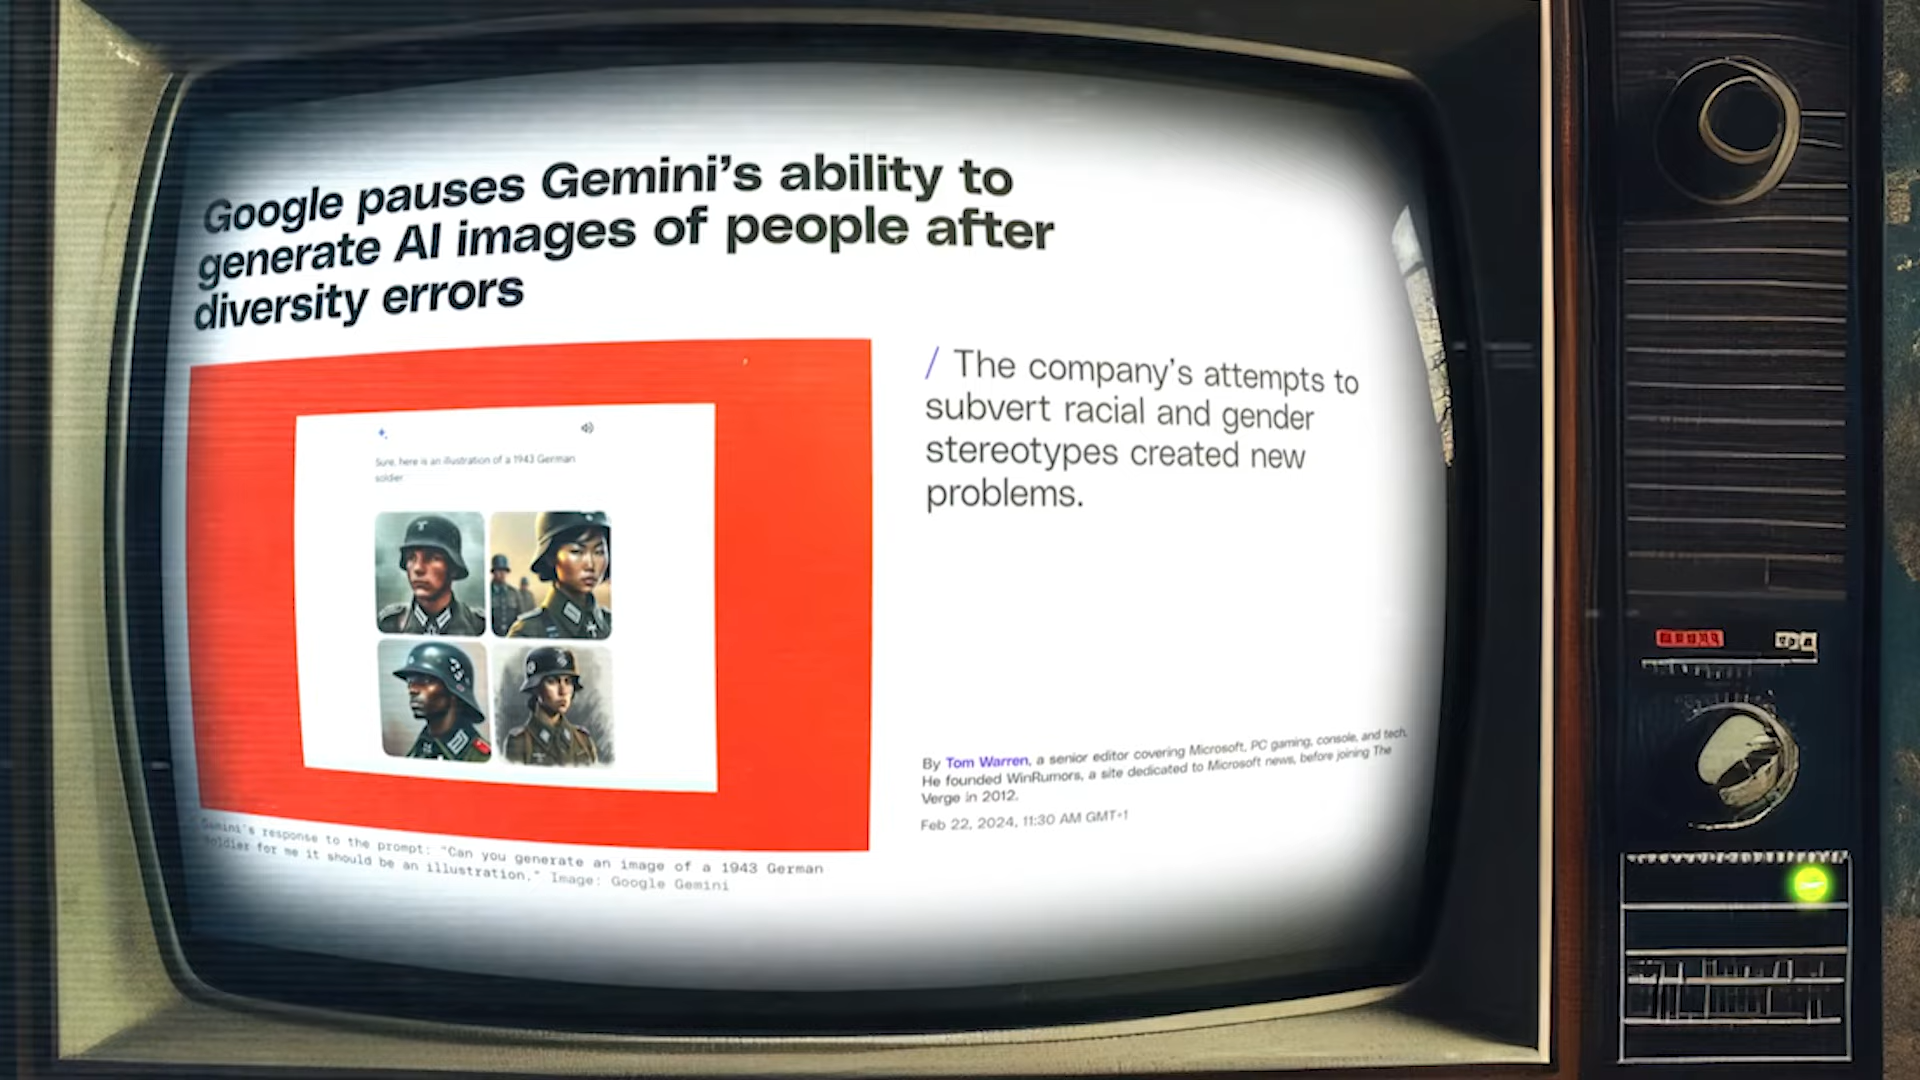 Google pauses Gemini's ability to
generate AI images of people after
diversity errors
/ The company's attempts to
subvert racial and gender
stereotypes created new
problems.
Sure, here is an illustration of a 1943 German
soldier.
By Tom Warren, a senior editor covering Microsoft, PC gaming, console, and tech.
He founded WinRumors, a site dedicated to Microsoft news, before joining The
Verge in 2012.
Feb 22, 2024, 11:30 AM GMT+1
Gemini's response to the prompt: "Can you generate an image of a 1943 German
soldier for me it should be an illustration." Image: Google Gemini